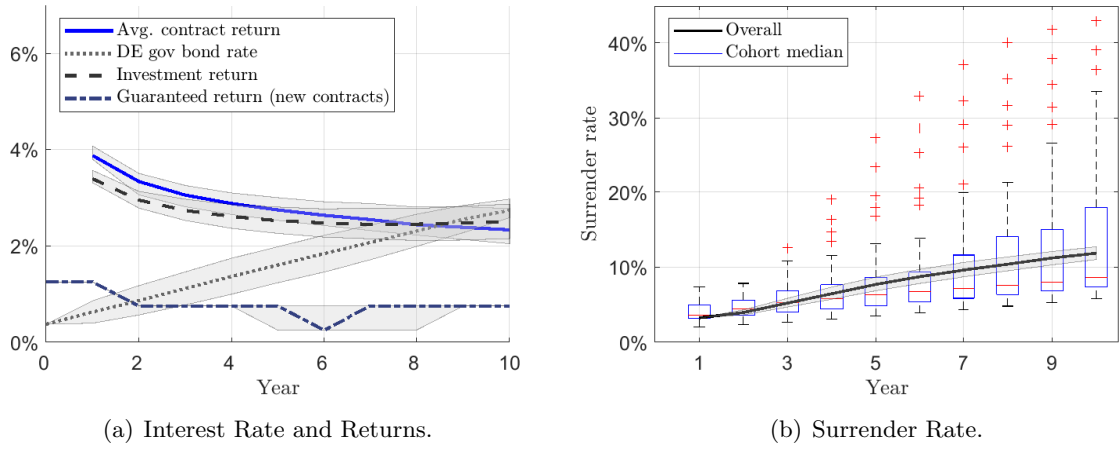 6%
4%
2%
0%
0
2
4
6
8
10
Year
Avg. contract return
DE gov bond rate
Investment return
Guaranteed return (new contracts)
(a) Interest Rate and Returns.
40%
30%
20%
10%
0%
Surrender rate
1
3
5
7
9
Year
Overall
Cohort median
(b) Surrender Rate.